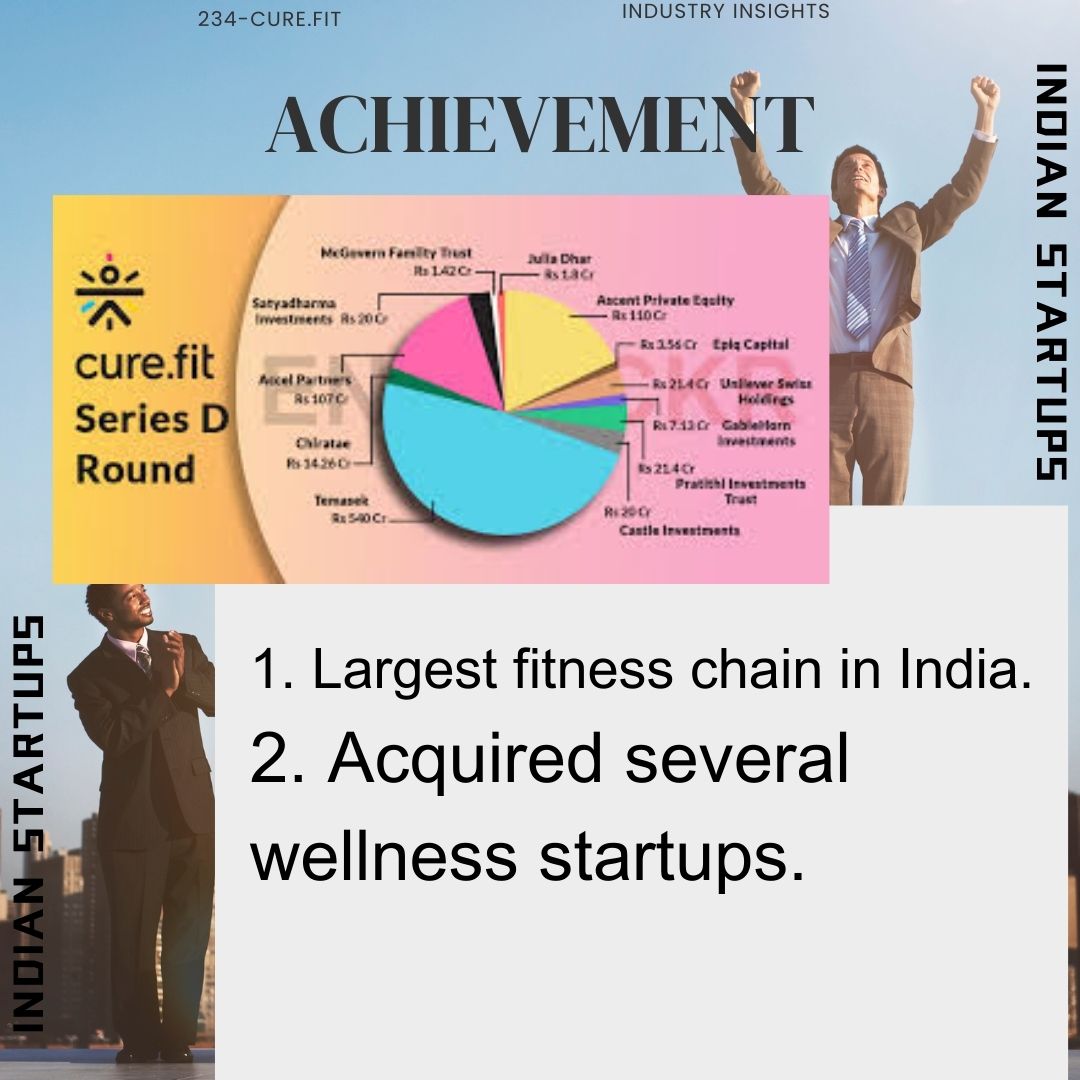 234-CURE.FIT
INDUSTRY INSIGHTS
ACHIEVEMENT
INDIAN STARTUPS
cure.fit
Series D
Round
McGovern Familty Trust
Rs 1.42 Cr
Julia Dhar
Rs 1.8 Cr
Satyadharma
Investments Rs 20 Cr
Ascent Private Equity
Rs 110 Cr
Rs 3.56 Cr Epiq Capital
Accel Partners
Rs 107 Cr
Rs 21.4 Cr Unilever Swiss
Holdings
Rs 7.13 Cr GableHorn
Investments
Chiratae
Rs 14.26 Cr
Rs 21.4 Cr
Pratithi Investments
Trust
Temasek
Rs 540 Cr
Rs 20 Cr
Castle Investments
INDIAN STARTUPS
1. Largest fitness chain in India.
2. Acquired several
wellness startups.